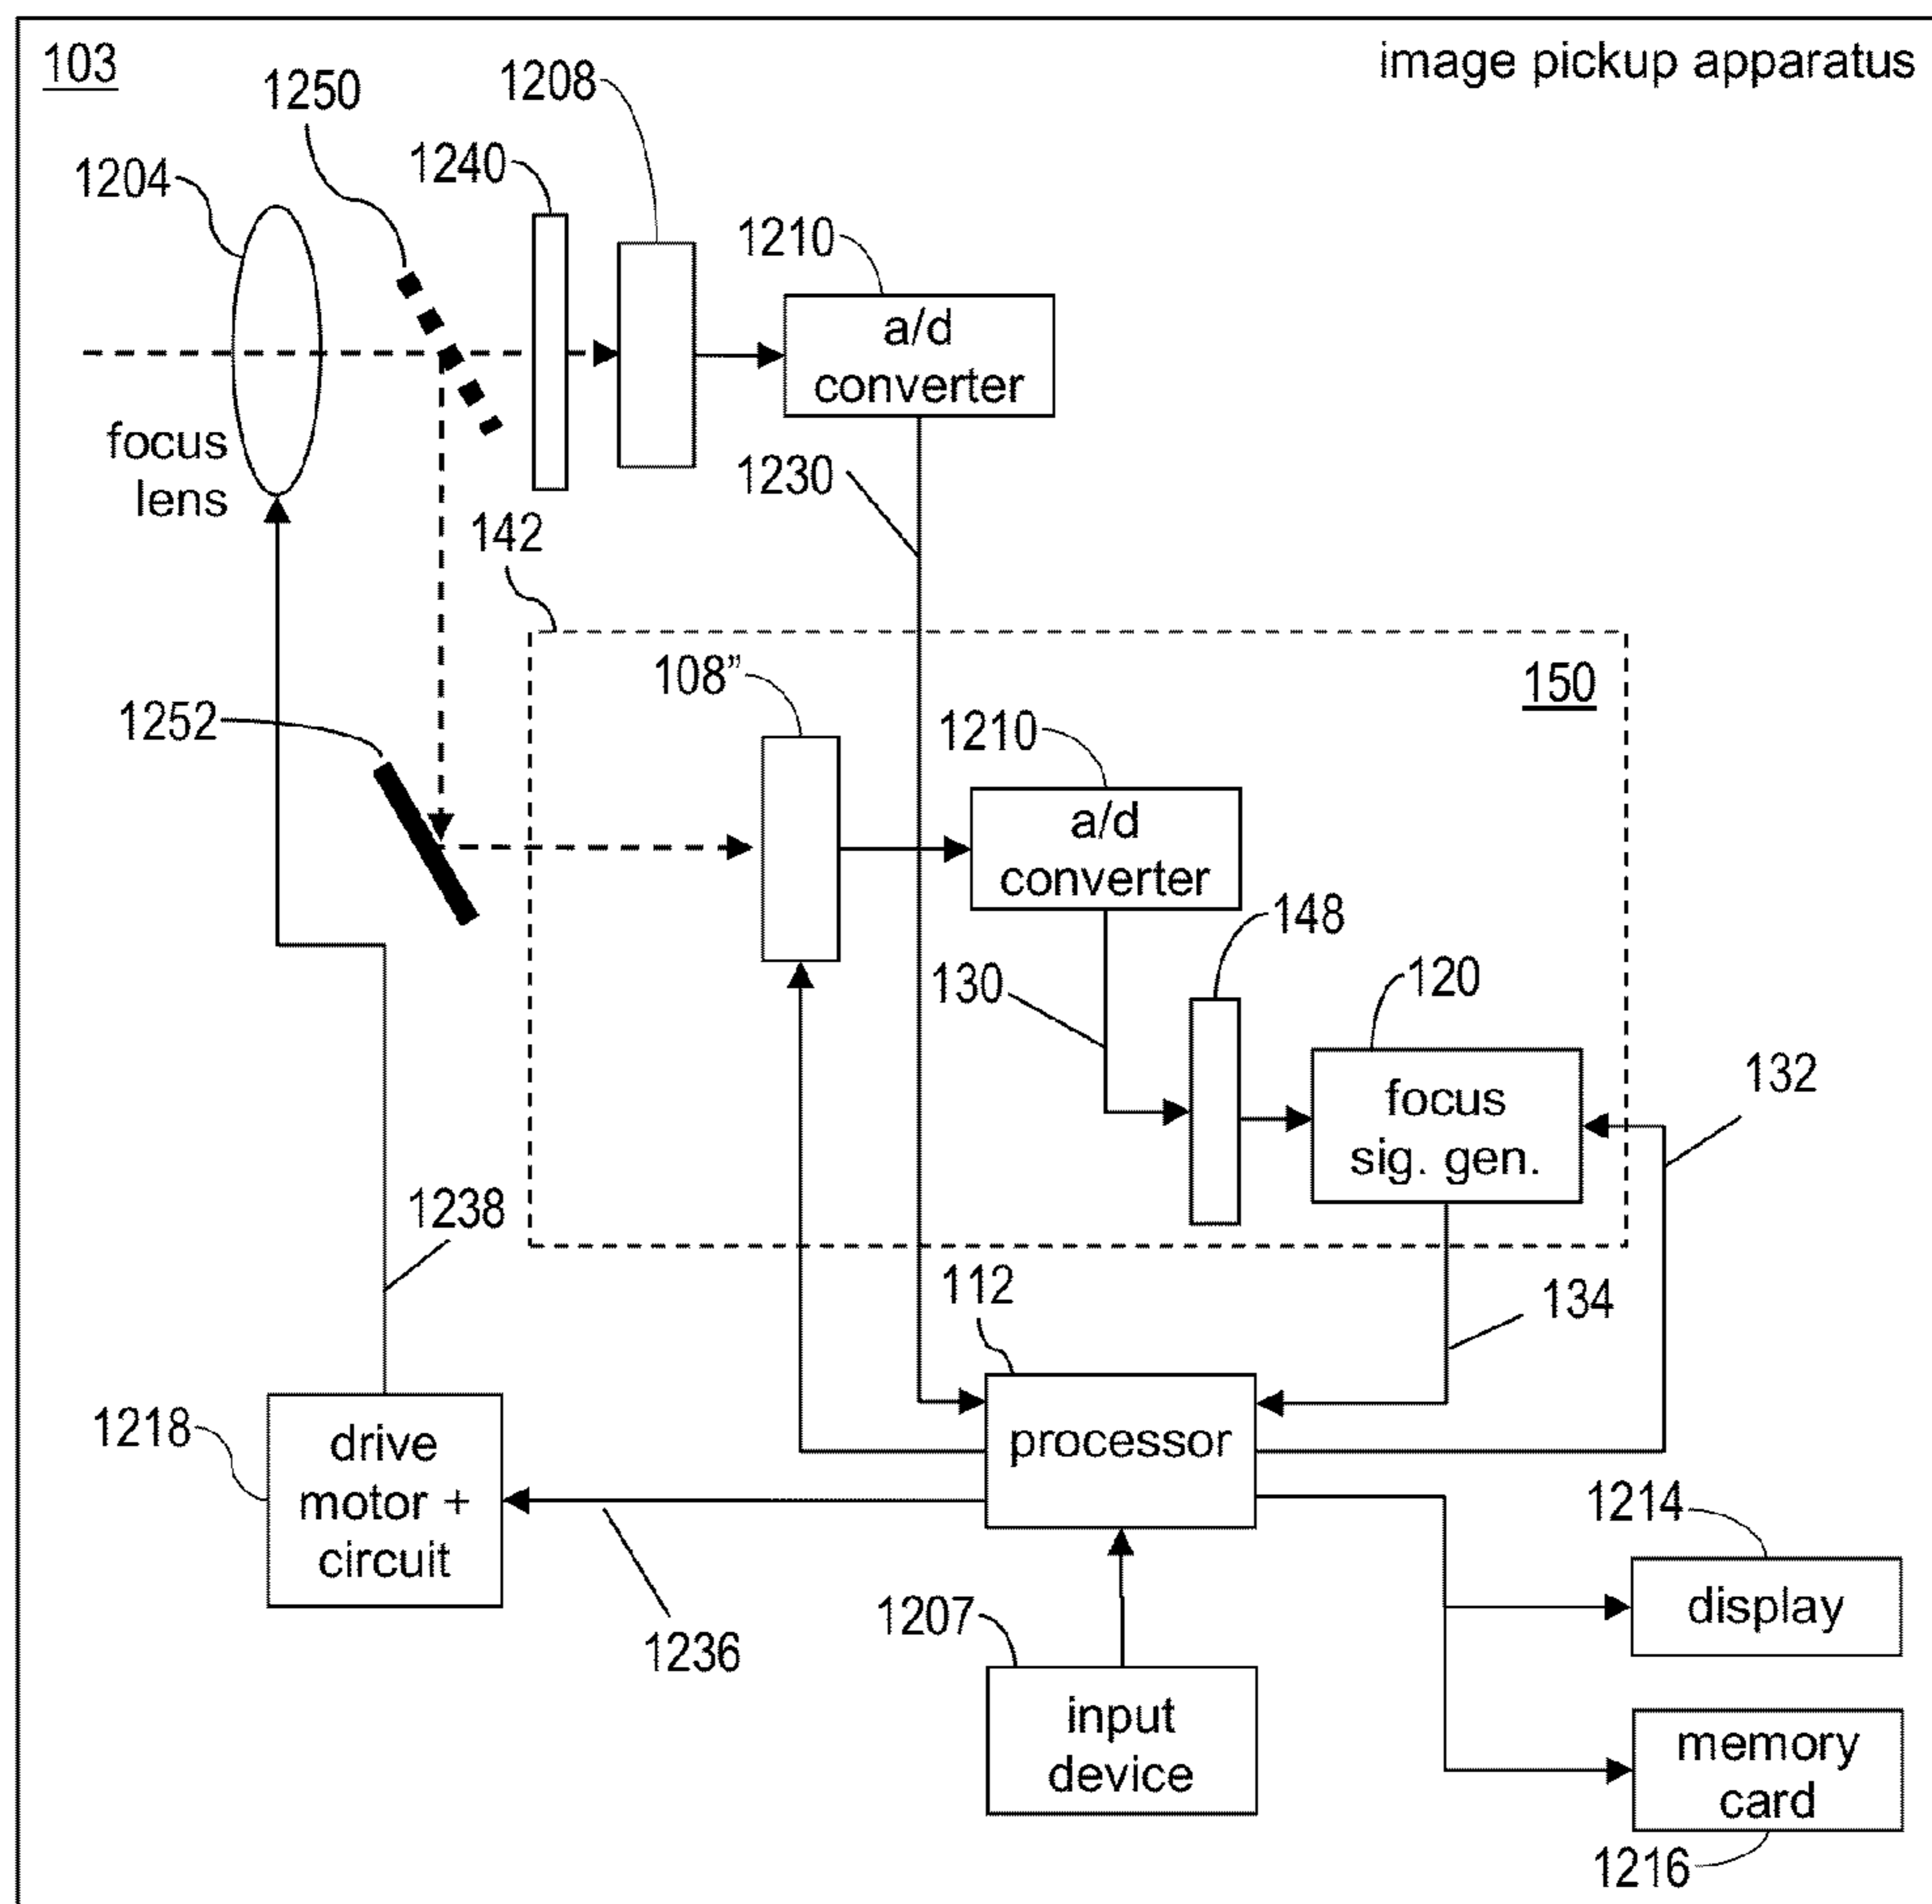 103
image pickup apparatus
1250
1208
1204
1240
1210
a/d
converter
focus
lens
1230
142
108”
150
1252
1210
a/d
converter
148
130
120
focus
sig. gen.
132
1238
112
134
1218
drive
motor +
circuit
processor
1214
display
1236
1207
input
device
memory
card
1216